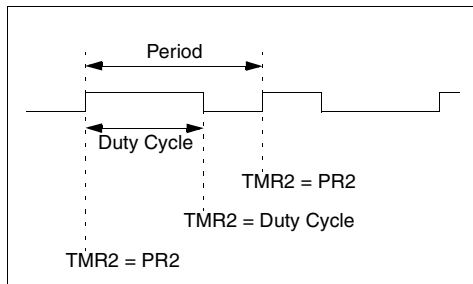 Period
Duty Cycle
TMR2 = PR2
TMR2 = Duty Cycle
TMR2 = PR2